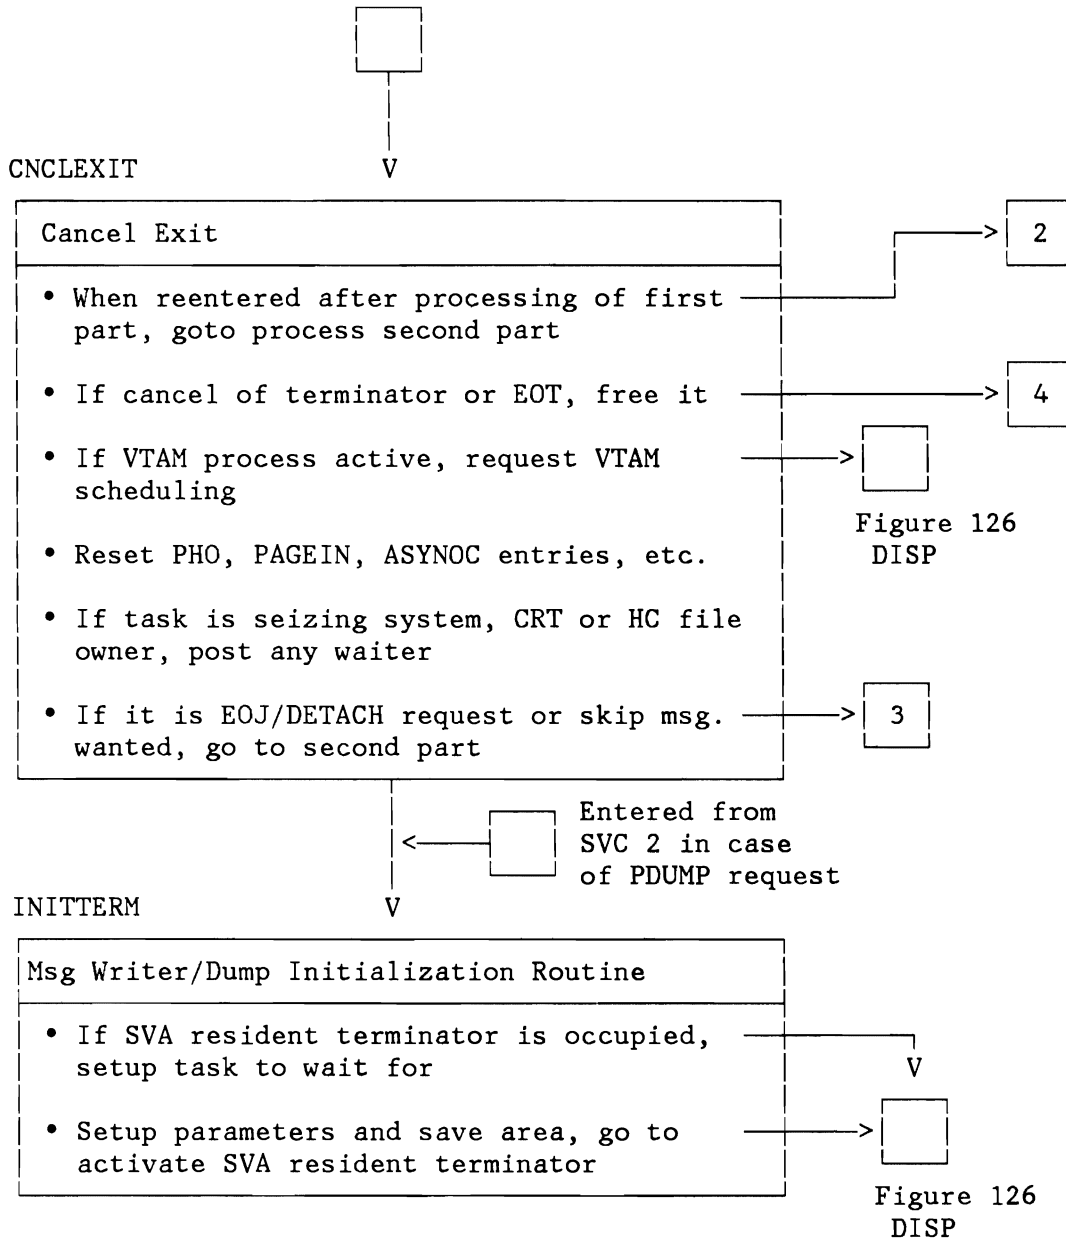 CNCLEXIT
V
Cancel Exit
> 2
• When reentered after processing of first
part, goto process second part
• If cancel of terminator or EOT, free it
> 4
• If VTAM process active, request VTAM
scheduling
>
Figure 126
DISP
• Reset PHO, PAGEIN, ASYNOC entries, etc.
• If task is seizing system, CRT or HC file
owner, post any waiter
• If it is EOJ/DETACH request or skip msg.
wanted, go to second part
> 3
<
Entered from
SVC 2 in case
of PDUMP request
INITTERM
V
Msg Writer/Dump Initialization Routine
• If SVA resident terminator is occupied,
setup task to wait for
V
• Setup parameters and save area, go to
activate SVA resident terminator
>
Figure 126
DISP